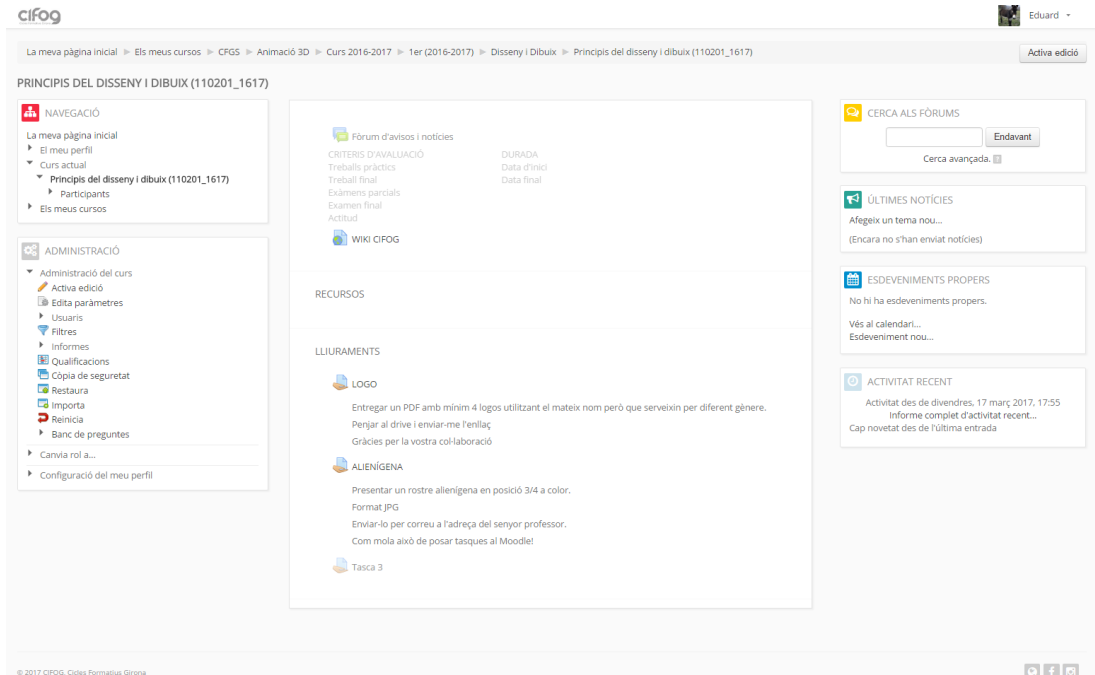 cifog
Eduard
La meva pàgina inicial ▶ Els meus cursos ▶ CFGS ▶ Animació 3D ▶ Curs 2016-2017 ▶ 1er (2016-2017) ▶ Disseny i Dibuix ▶ Principis del disseny i dibuix (110201_1617)
Activa edició
PRINCIPIS DEL DISSENY I DIBUIX (110201_1617)
NAVEGACIÓ
La meva pàgina inicial
El meu perfil
Curs actual
Principis del disseny i dibuix (110201_1617)
Participants
Els meus cursos
ADMINISTRACIÓ
Administració del curs
Activa edició
Edita paràmetres
Usuaris
Filtres
Informes
Qualificacions
Còpia de seguretat
Restaura
Importa
Reinicia
Banc de preguntes
Canvia rol a...
Configuració del meu perfil
Fòrum d'avisos i notícies
CRITERIS D'AVALUACIÓ DURADA
Treballs pràctics Data d'inici
Treball final Data final
Exàmens parcials
Examen final
Actitud
WIKI CIFOG
RECURSOS
LLIURAMENTS
LOGO
Entregar un PDF amb mínim 4 logos utilitzant el mateix nom però que serveixin per diferent gènere.
Penjar al drive i enviar-me l'enllaç
Gràcies per la vostra col·laboració
ALIENÍGENA
Presentar un rostre alienígena en posició 3/4 a color.
Format JPG
Enviar-lo per correu a l'adreça del senyor professor.
Com mola això de posar tasques al Moodle!
Tasca 3
CERCA ALS FÒRUMS
Endavant
Cerca avançada.
ÚLTIMES NOTÍCIES
Afegeix un tema nou...
(Encara no s'han enviat notícies)
ESDEVENIMENTS PROPERS
No hi ha esdeveniments propers.
Vés al calendari...
Esdeveniment nou...
ACTIVITAT RECENT
Activitat des de divendres, 17 març 2017, 17:55
Informe complet d'activitat recent...
Cap novetat des de l'última entrada
© 2017 CIFOG. Cicles Formatius Girona